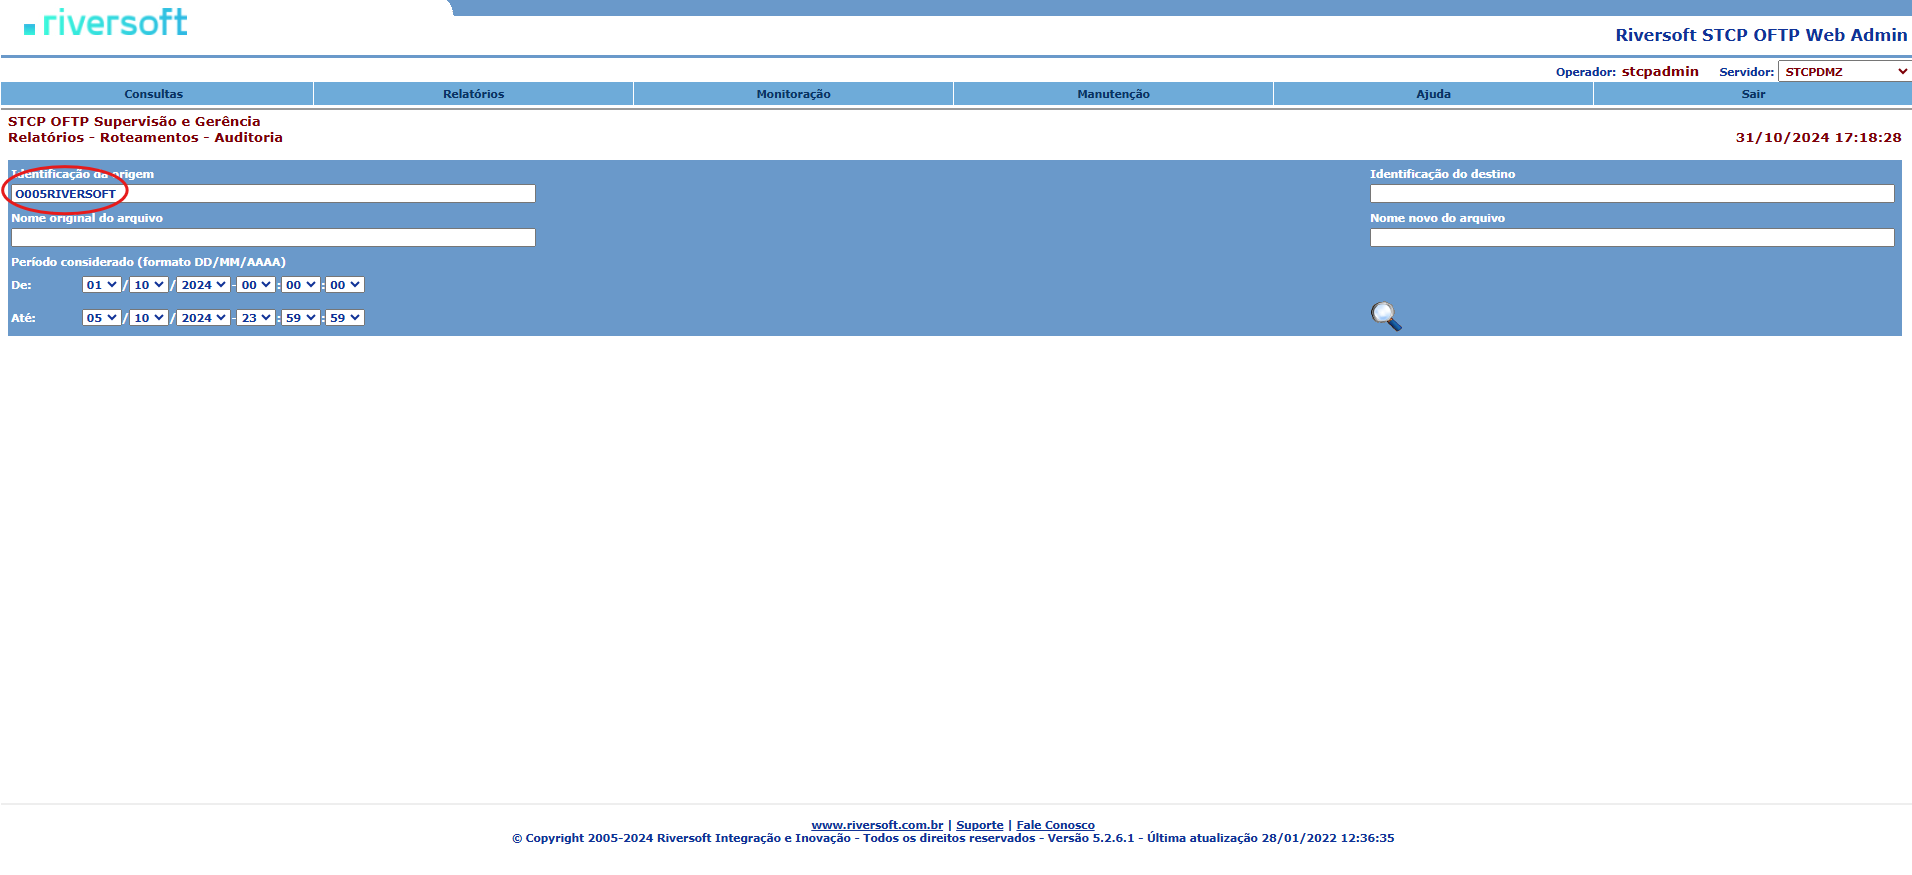 riversoft
Riversoft STCP OFTP Web Admin
Operador: stcpadmin Servidor: STCPDMZ
Consultas Relatórios Monitoração Manutenção Ajuda Sair
STCP OFTP Supervisão e Gerência
Relatórios - Roteamentos - Auditoria 31/10/2024 17:18:28
Identificação da origem Identificação do destino
O005RIVERSOFT
Nome original do arquivo Nome novo do arquivo
Período considerado (formato DD/MM/AAAA)
De: 01 / 10 / 2024 - 00 : 00 : 00
Até: 05 / 10 / 2024 - 23 : 59 : 59
www.riversoft.com.br | Suporte | Fale Conosco
© Copyright 2005-2024 Riversoft Integração e Inovação - Todos os direitos reservados - Versão 5.2.6.1 - Última atualização 28/01/2022 12:36:35